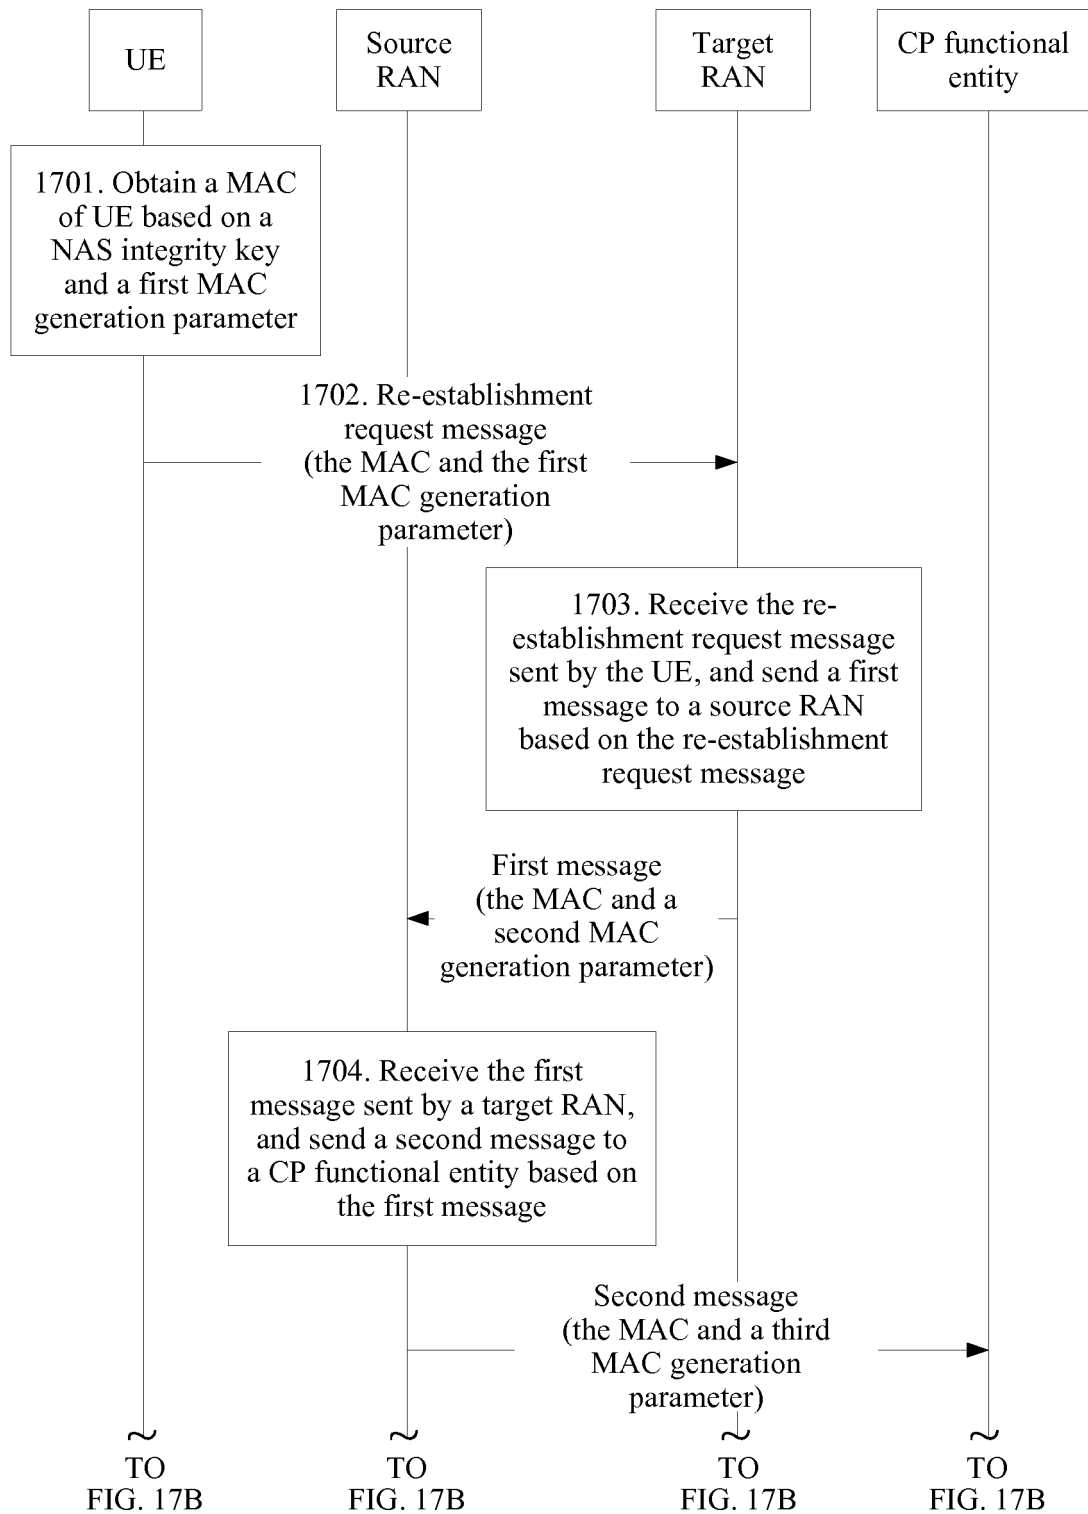 UE
Source
RAN
Target
RAN
CP functional
entity
1701. Obtain a MAC
of UE based on a
NAS integrity key
and a first MAC
generation parameter
1702. Re-establishment
request message
(the MAC and the first
MAC generation
parameter)
1703. Receive the re-
establishment request message
sent by the UE, and send a first
message to a source RAN
based on the re-establishment
request message
First message
(the MAC and a
second MAC
generation parameter)
1704. Receive the first
message sent by a target RAN,
and send a second message to
a CP functional entity based on
the first message
Second message
(the MAC and a third
MAC generation
parameter)
TO
FIG. 17B
TO
FIG. 17B
TO
FIG. 17B
TO
FIG. 17B